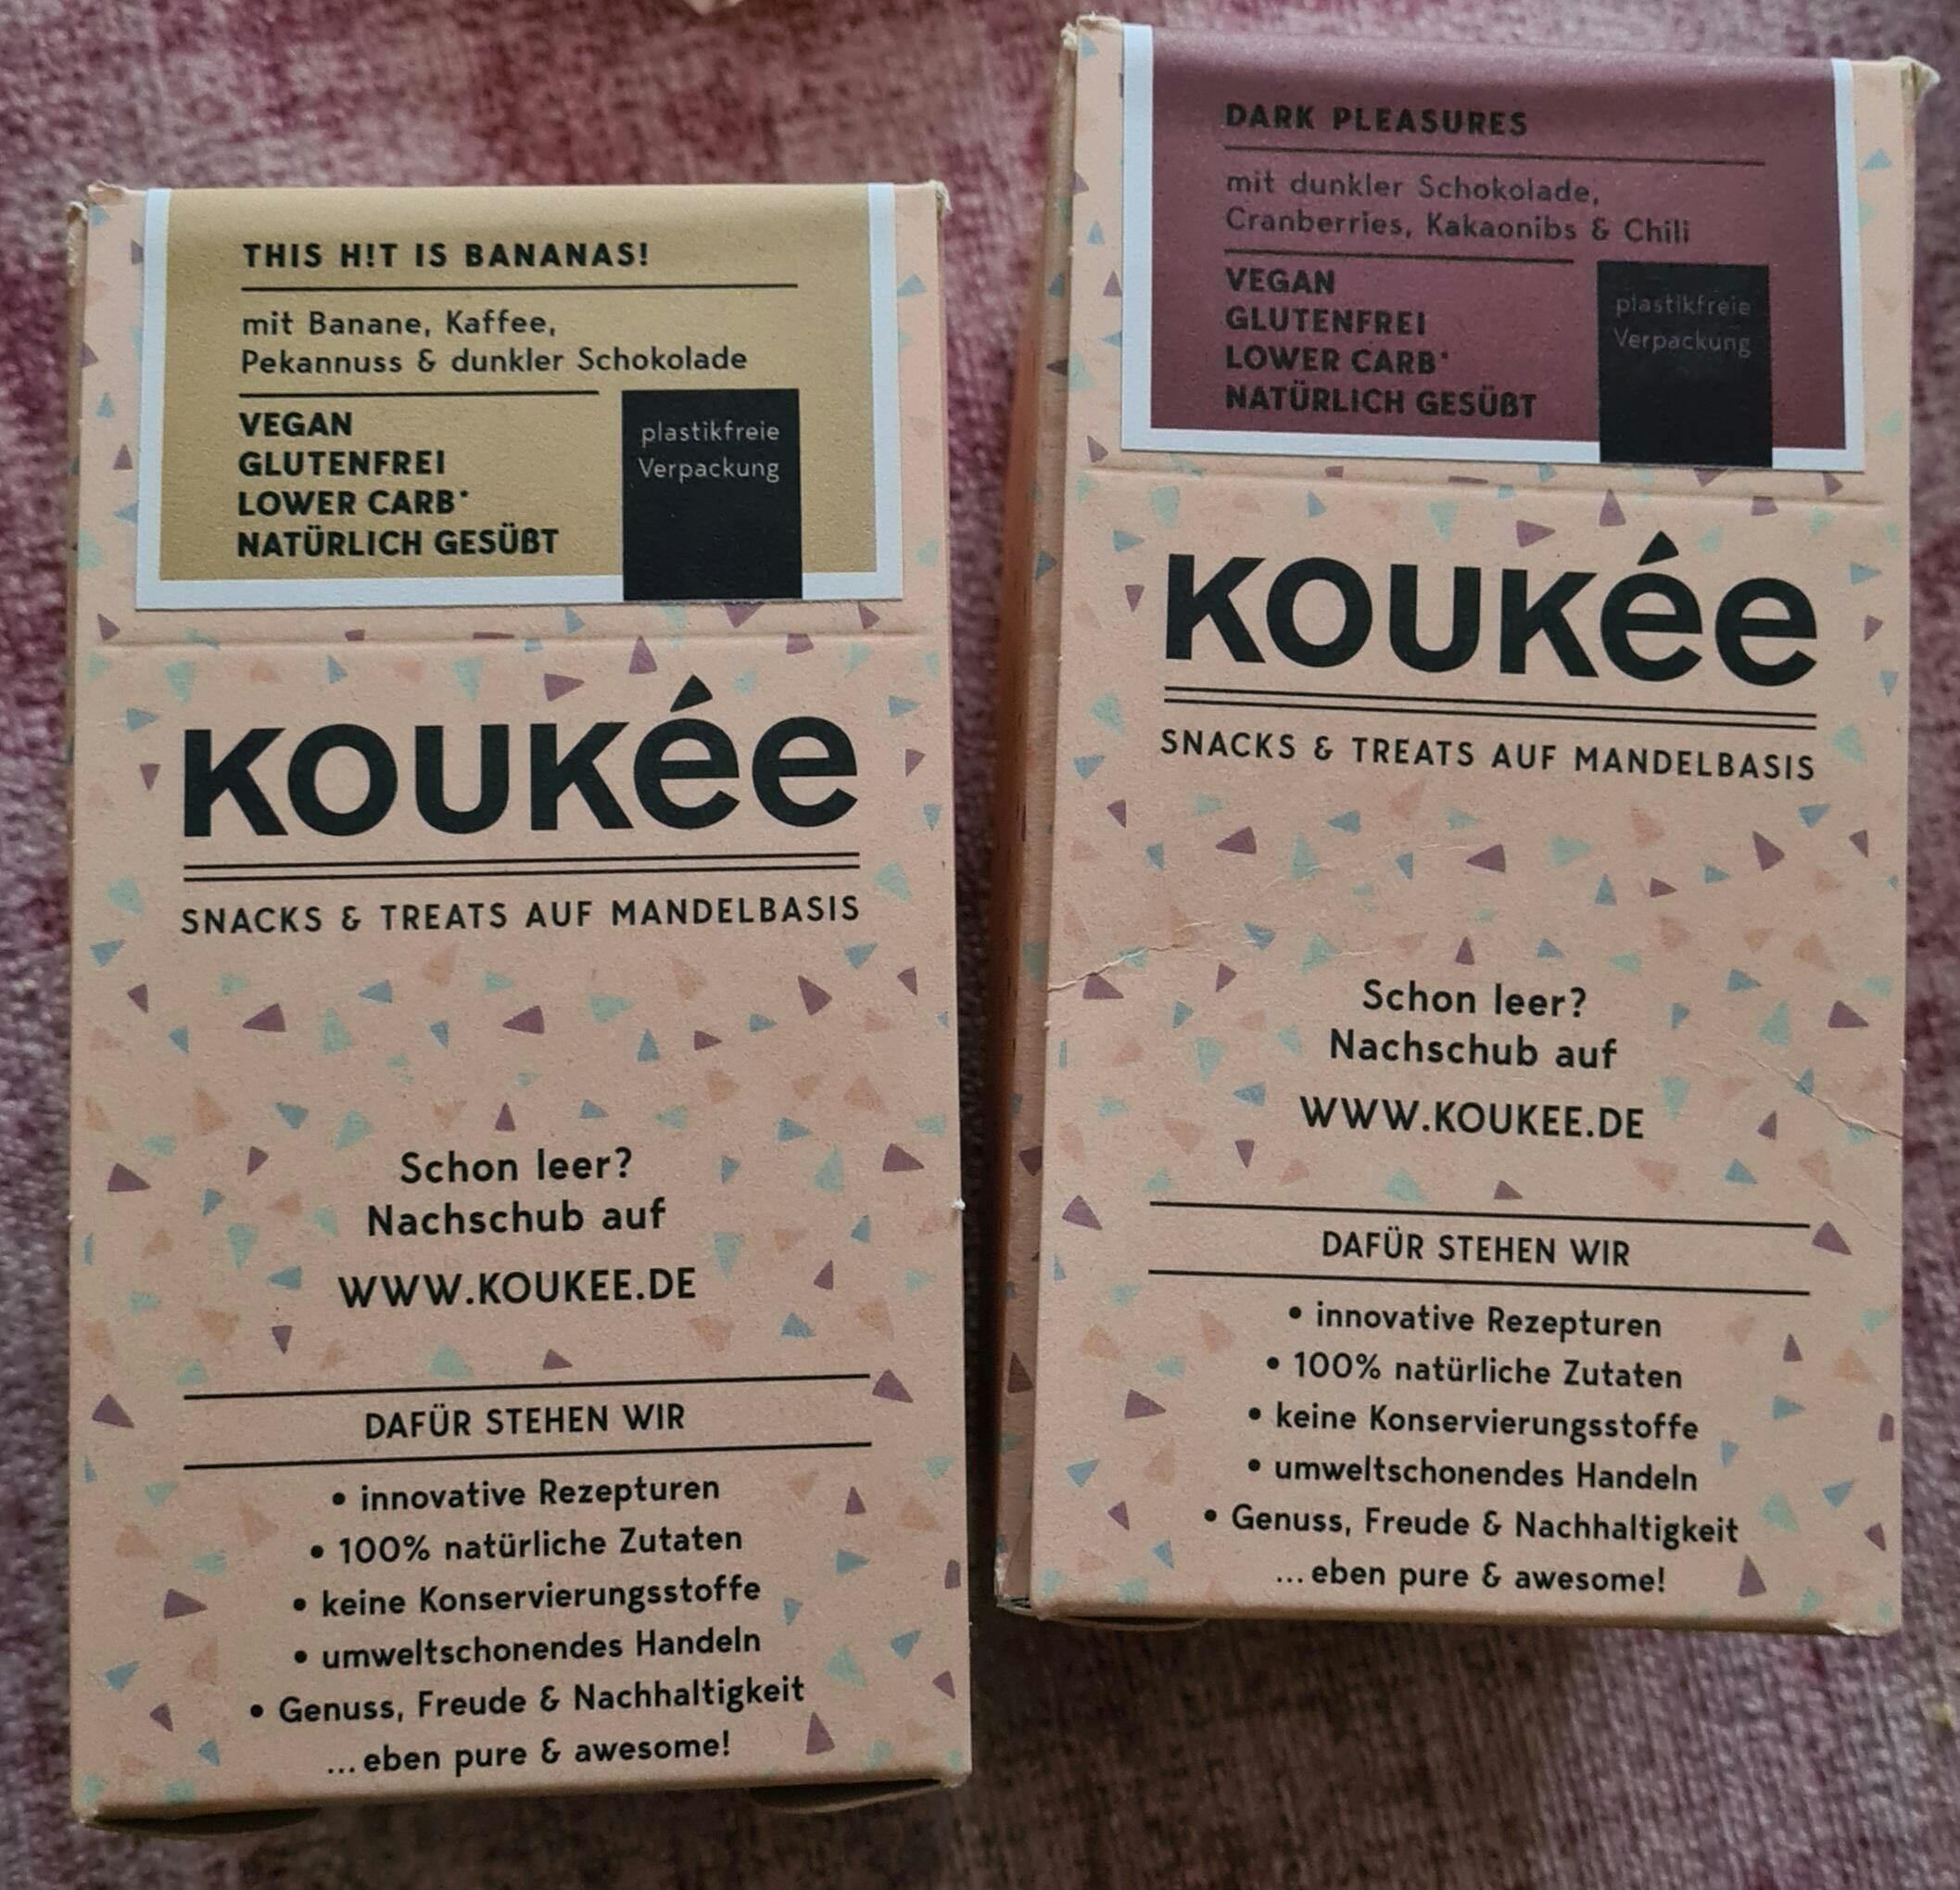 THIS H!T IS BANANAS!
mit Banane, Kaffee,
Pekannuss & dunkler Schokolade
VEGAN
GLUTENFREI
LOWER CARB*
NATÜRLICH GESÜßT
plastikfreie
Verpackung
KOUKée
SNACKS & TREATS AUF MANDELBASIS
Schon leer?
Nachschub auf
WWW.KOUKEE.DE
DAFÜR STEHEN WIR
• innovative Rezepturen
• 100% natürliche Zutaten
• keine Konservierungsstoffe
• umweltschonendes Handeln
• Genuss, Freude & Nachhaltigkeit
...eben pure & awesome!
DARK PLEASURES
mit dunkler Schokolade,
Cranberries, Kakaonibs & Chili
VEGAN
GLUTENFREI
LOWER CARB*
NATÜRLICH GESÜßT
plastikfreie
Verpackung
KOUKée
SNACKS & TREATS AUF MANDELBASIS
Schon leer?
Nachschub auf
WWW.KOUKEE.DE
DAFÜR STEHEN WIR
• innovative Rezepturen
• 100% natürliche Zutaten
• keine Konservierungsstoffe
• umweltschonendes Handeln
• Genuss, Freude & Nachhaltigkeit
...eben pure & awesome!